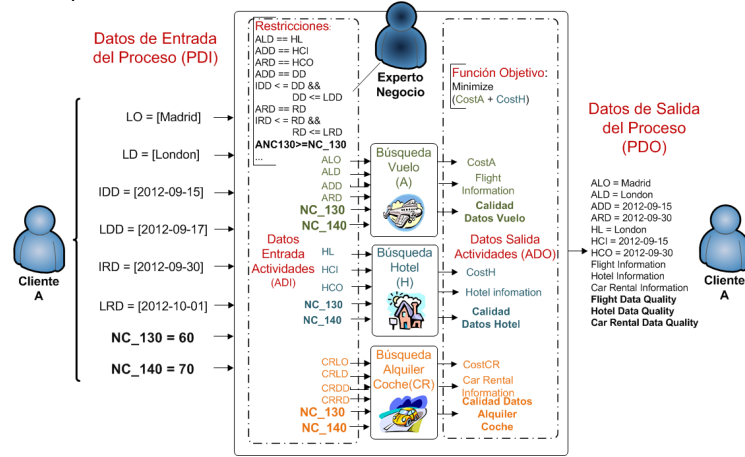 Datos de Entrada
del Proceso (PDI)
LO = [Madrid]
LD = [London]
IDD = [2012-09-15]
LDD = [2012-09-17]
IRD = [2012-09-30]
LRD = [2012-10-01]
NC_130 = 60
NC_140 = 70
Cliente
A
Restricciones:
ALD == HL
ADD == HCI
ARD == HCO
ADD == DD
IDD <= DD &&
DD <= LDD
ARD == RD
IRD <= RD &&
RD <= LRD
ANC130>=NC_130
...
Experto
Negocio
Función Objetivo:
Minimize
(CostA + CostH)
Datos
Entrada
Actividades
(ADI)
ALO
ALD
ADD
ARD
NC_130
NC_140
Búsqueda
Vuelo
(A)
CostA
Flight
Information
Calidad
Datos Vuelo
Datos Salida
Actividades (ADO)
HL
HCI
HCO
NC_130
NC_140
Búsqueda
Hotel
(H)
CostH
Hotel infomation
Calidad
Datos Hotel
CRLO
CRLD
CRDD
CRRD
NC_130
NC_140
Búsqueda
Alquiler
Coche(CR)
CostCR
Car Rental
Information
Calidad Datos
Alquiler
Coche
Datos de Salida
del Proceso
(PDO)
ALO = Madrid
ALD = London
ADD = 2012-09-15
ARD = 2012-09-30
HL = London
HCI = 2012-09-15
HCO = 2012-09-30
Flight Information
Hotel Information
Car Rental Information
Flight Data Quality
Hotel Data Quality
Car Rental Data Quality
Cliente
A